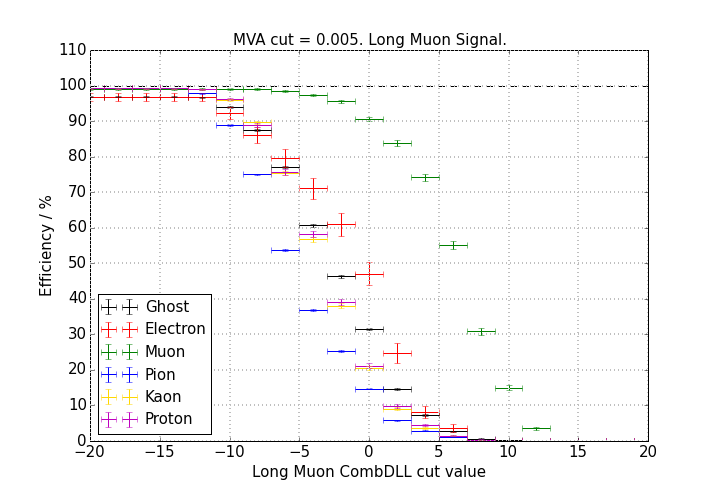 MVA cut = 0.005. Long Muon Signal.
110
100
90
80
70
60
50
40
30
20
10
0
Efficiency / %
Ghost
Electron
Muon
Pion
Kaon
Proton
−20 −15 −10 −5 0 5 10 15 20
Long Muon CombDLL cut value